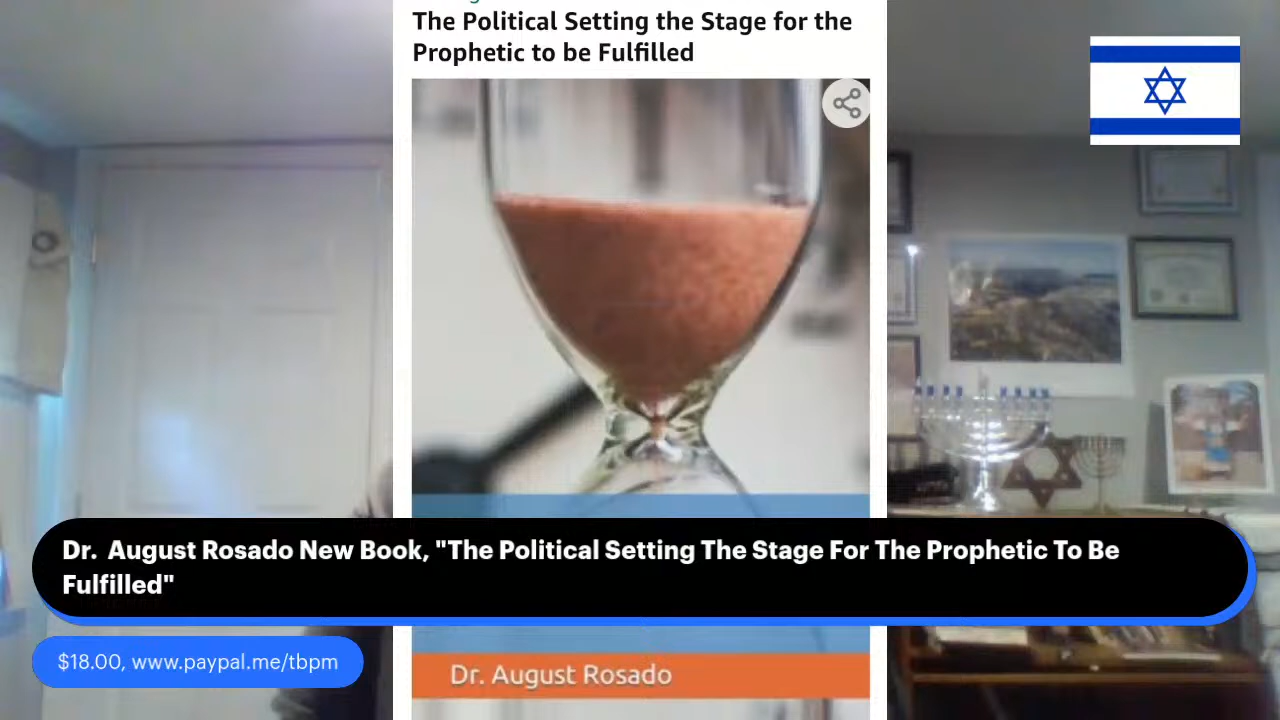 The Political Setting the Stage for the
Prophetic to be Fulfilled
Dr.  August Rosado New Book, "The Political Setting The Stage For The Prophetic To Be
Fulfilled"
$18.00, www.paypal.me/tbpm
Dr. August Rosado